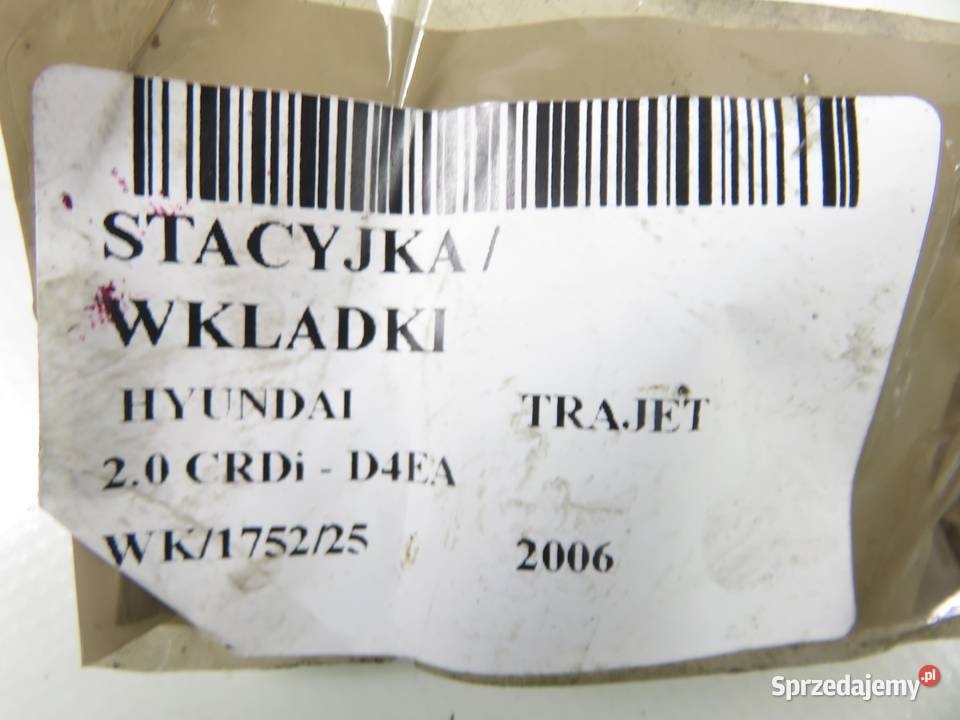 STACYJKA /
WKLADKI
HYUNDAI TRAJET
2.0 CRDi - D4EA
WK/1752/25 2006
Sprzedajemy.pl